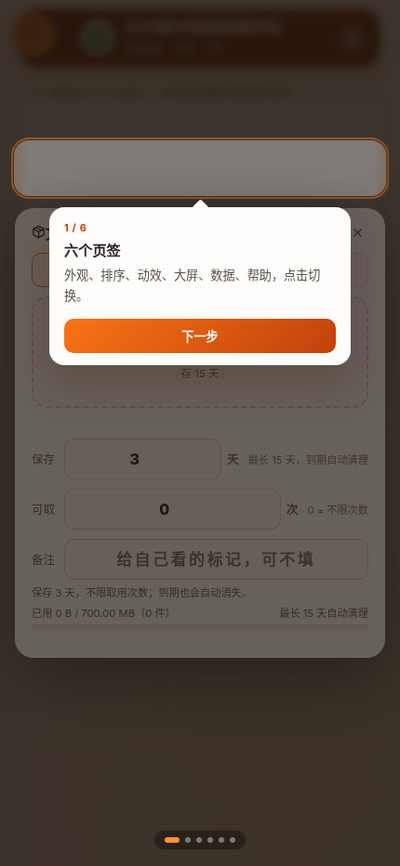 1 / 6
六个页签
外观、排序、动效、大屏、数据、帮助，点击切
换。
下一步
存 15 天
保存
3
天
最长 15 天，到期自动清理
可取
0
次
0 = 不限次数
备注
给自己看的标记，可不填
保存 3 天，不限取用次数；到期也会自动消失。
已用 0 B / 700.00 MB（0 件）
最长 15 天自动清理